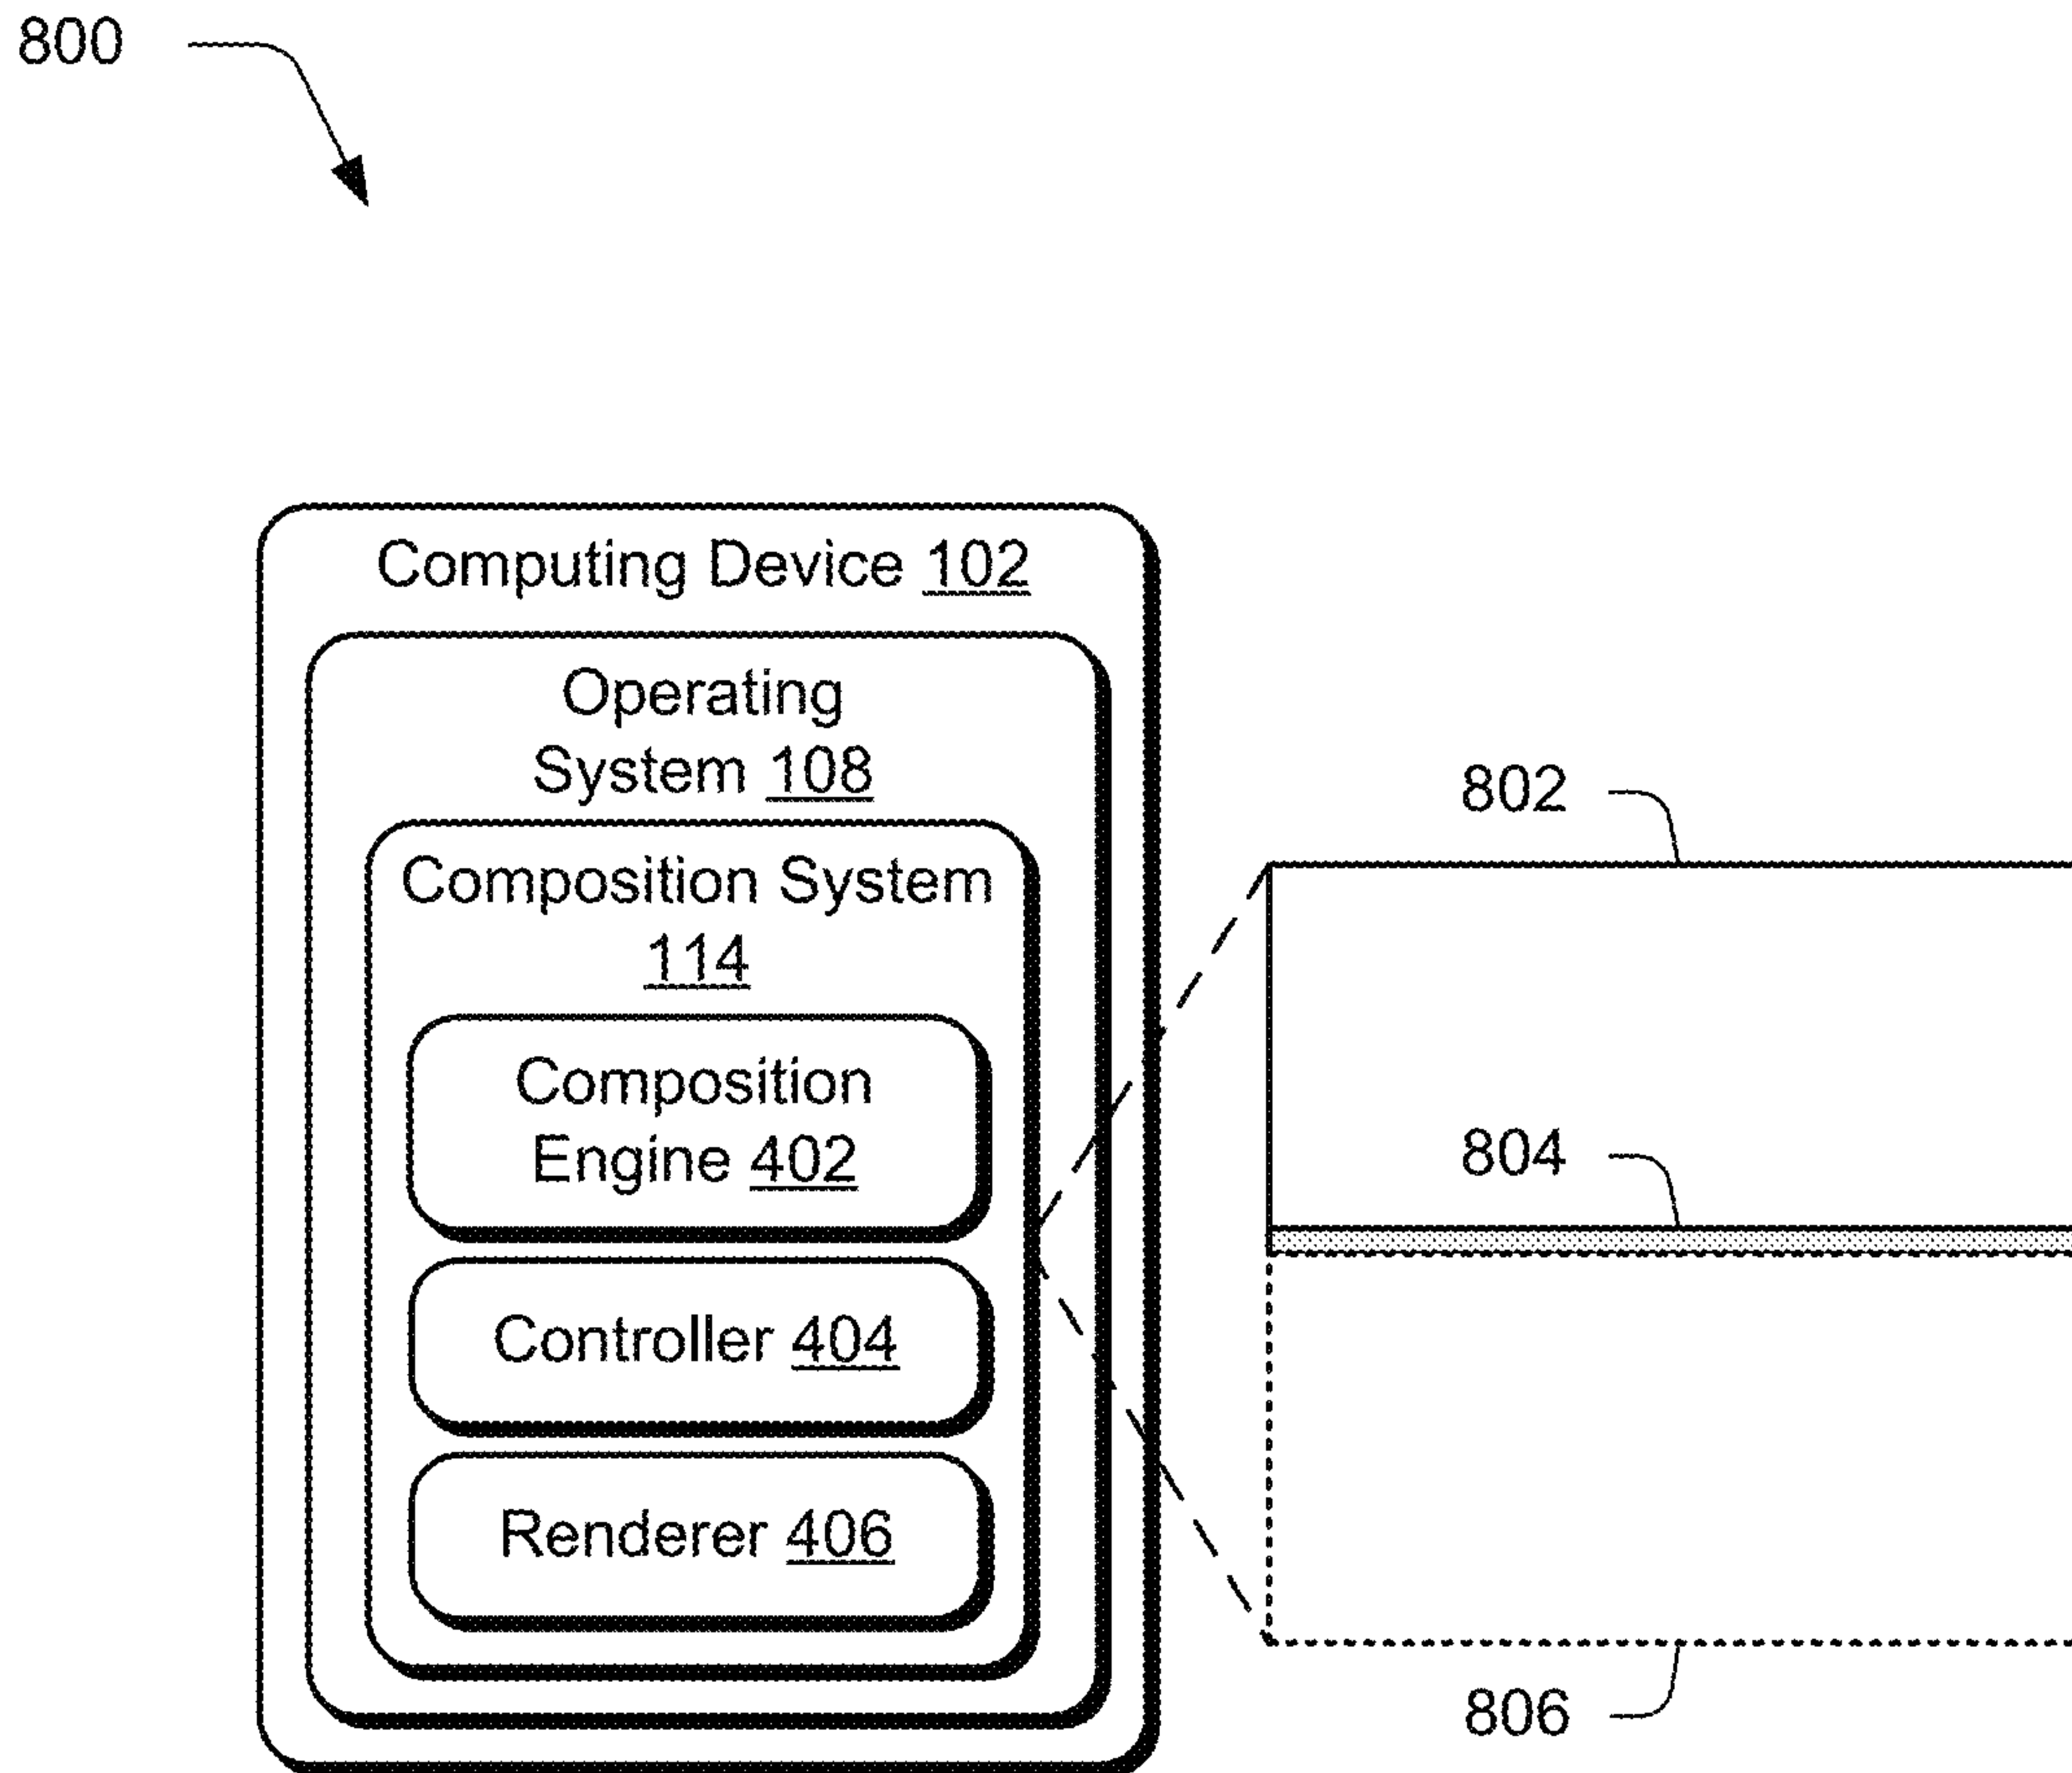 800
Computing Device 102
Operating
System 108
Composition System
114
Composition
Engine 402
Controller 404
Renderer 406
802
804
806